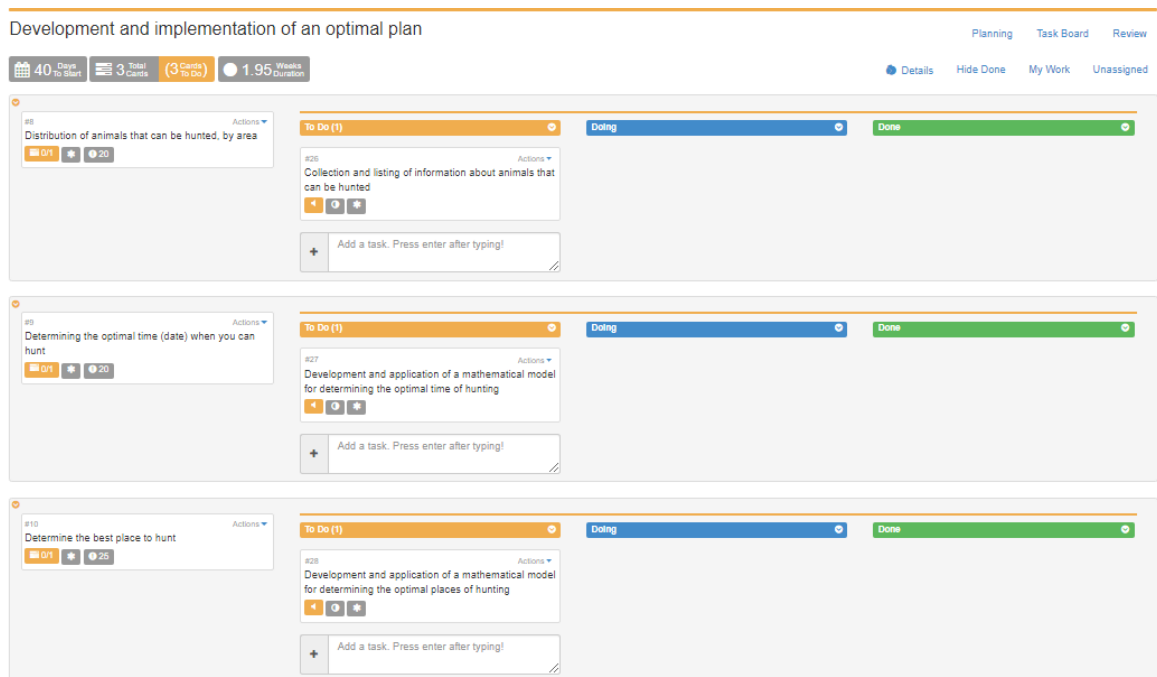 Development and implementation of an optimal plan
Planning Task Board Review
40 Days To Start 3 Total Cards (3 Cards To Do) 1.95 Weeks Duration
Details Hide Done My Work Unassigned
#8 Actions
Distribution of animals that can be hunted, by area
0/1 20
To Do (1) Doing Done
#26 Actions
Collection and listing of information about animals that
can be hunted
Add a task. Press enter after typing!
#9 Actions
Determining the optimal time (date) when you can
hunt
0/1 20
To Do (1) Doing Done
#27 Actions
Development and application of a mathematical model
for determining the optimal time of hunting
Add a task. Press enter after typing!
#10 Actions
Determine the best place to hunt
0/1 25
To Do (1) Doing Done
#28 Actions
Development and application of a mathematical model
for determining the optimal places of hunting
Add a task. Press enter after typing!